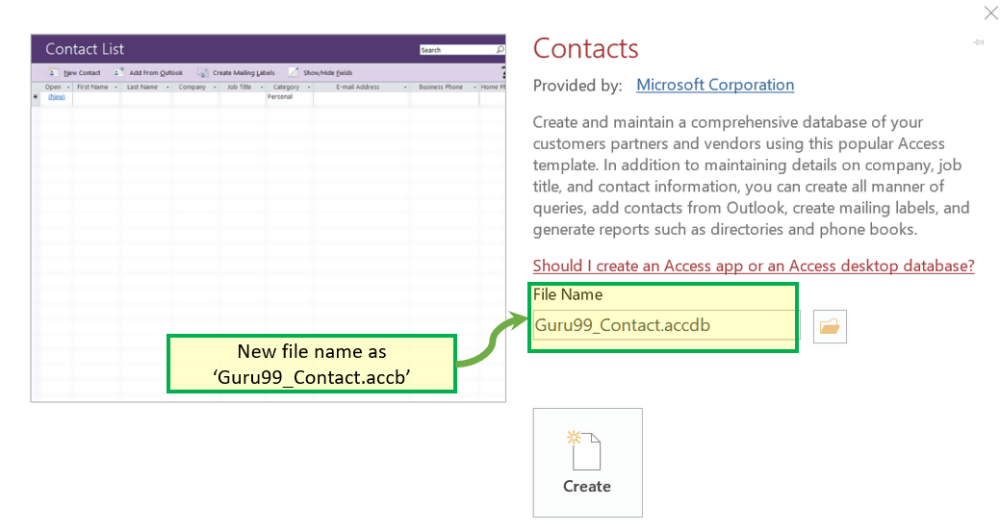 Contact List
Search
New Contact Add From Outlook Create Mailing Labels Show/Hide Fields ?
Open First Name Last Name Company Job Title Category E-mail Address Business Phone Home Ph
(New) Personal
New file name as
‘Guru99_Contact.accb’
Contacts
Provided by: Microsoft Corporation
Create and maintain a comprehensive database of your
customers partners and vendors using this popular Access
template. In addition to maintaining details on company, job
title, and contact information, you can create all manner of
queries, add contacts from Outlook, create mailing labels, and
generate reports such as directories and phone books.
Should I create an Access app or an Access desktop database?
File Name
Guru99_Contact.accdb
Create